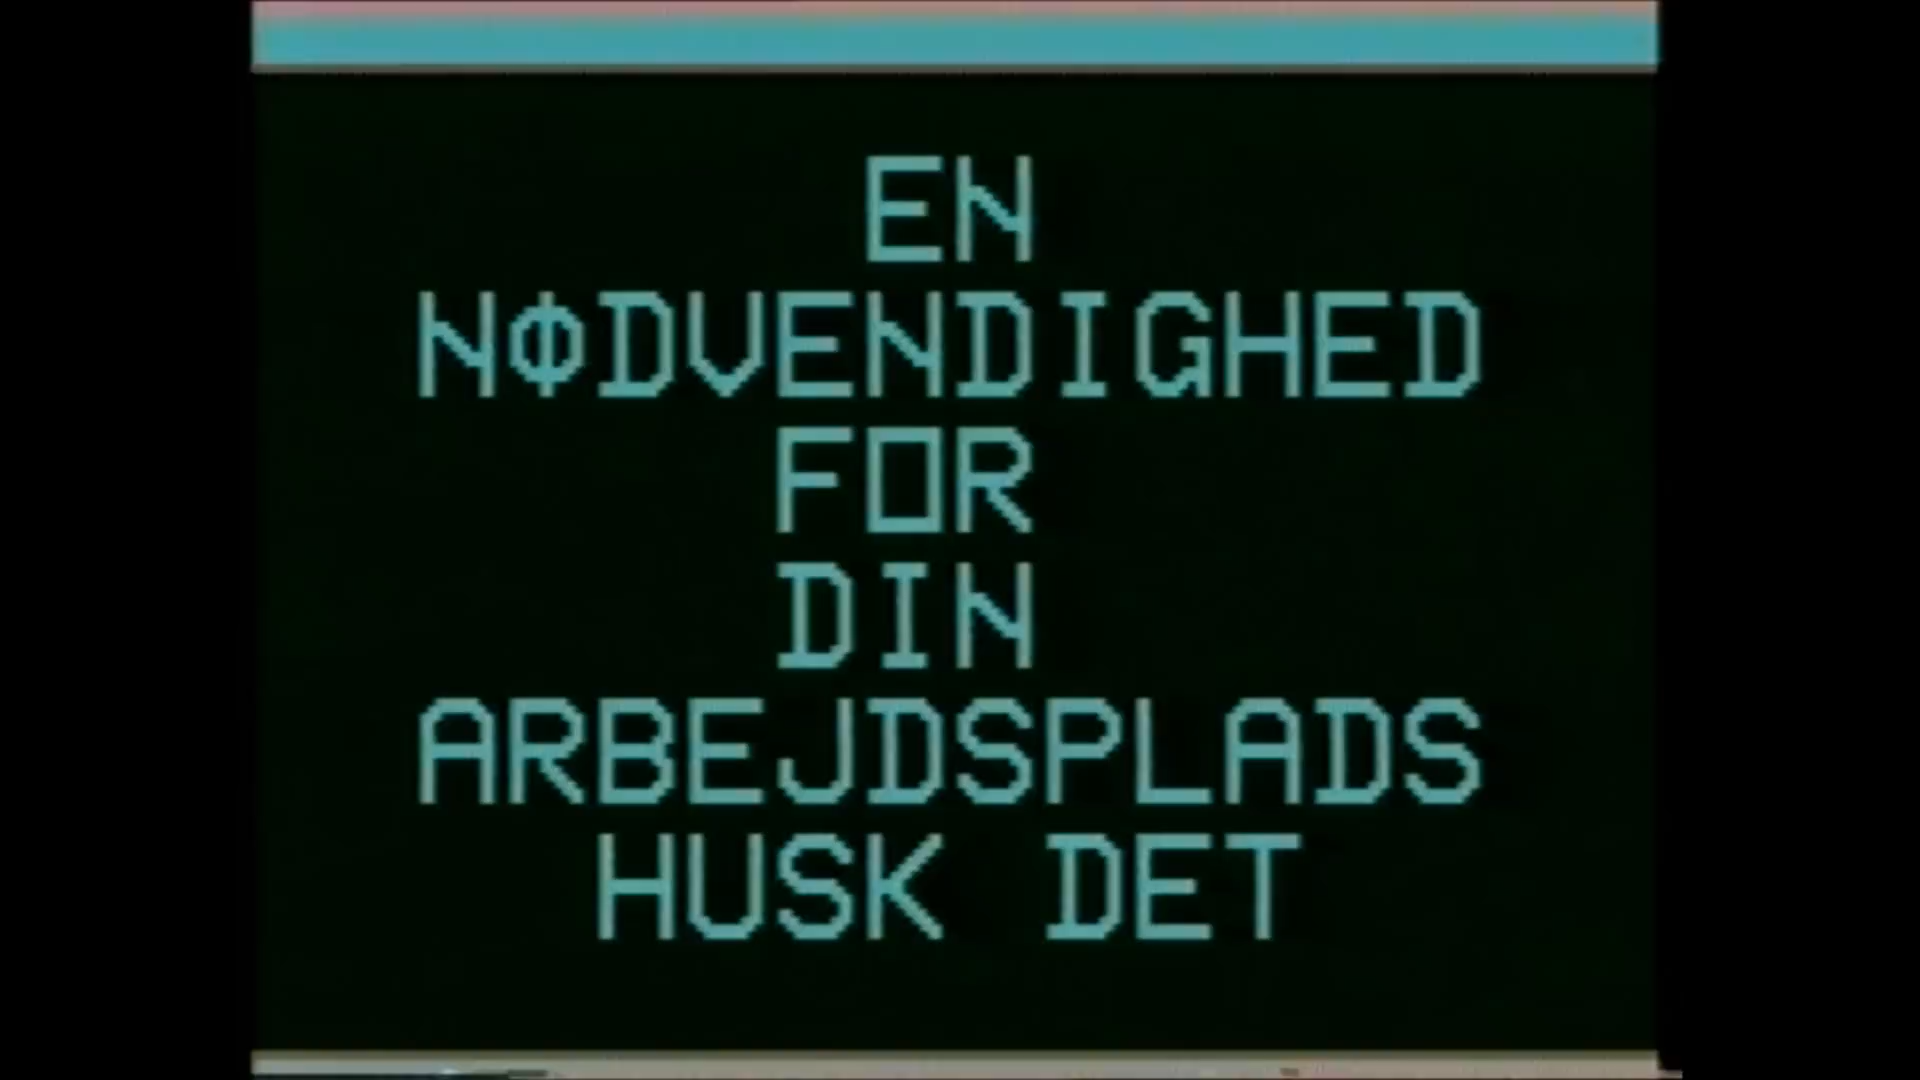 EN
NØDVENDIGHED
FOR
DIN
ARBEJDSPLADS
HUSK DET